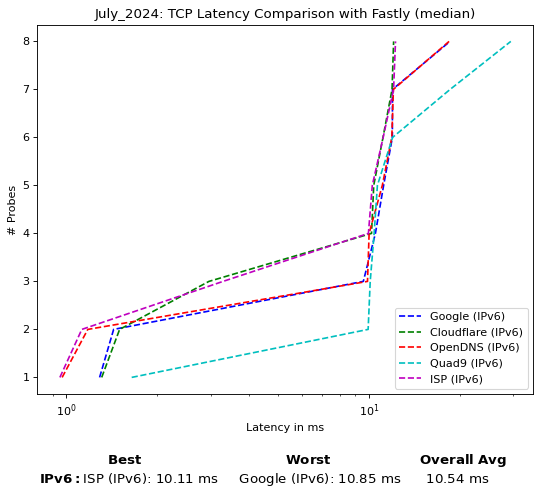 July_2024: TCP Latency Comparison with Fastly (median)
8
7
6
5
4
3
2
1
# Probes
Google (IPv6)
Cloudflare (IPv6)
OpenDNS (IPv6)
Quad9 (IPv6)
ISP (IPv6)
10⁰ 10¹
Latency in ms
Best Worst Overall Avg
IPv6: ISP (IPv6): 10.11 ms Google (IPv6): 10.85 ms 10.54 ms